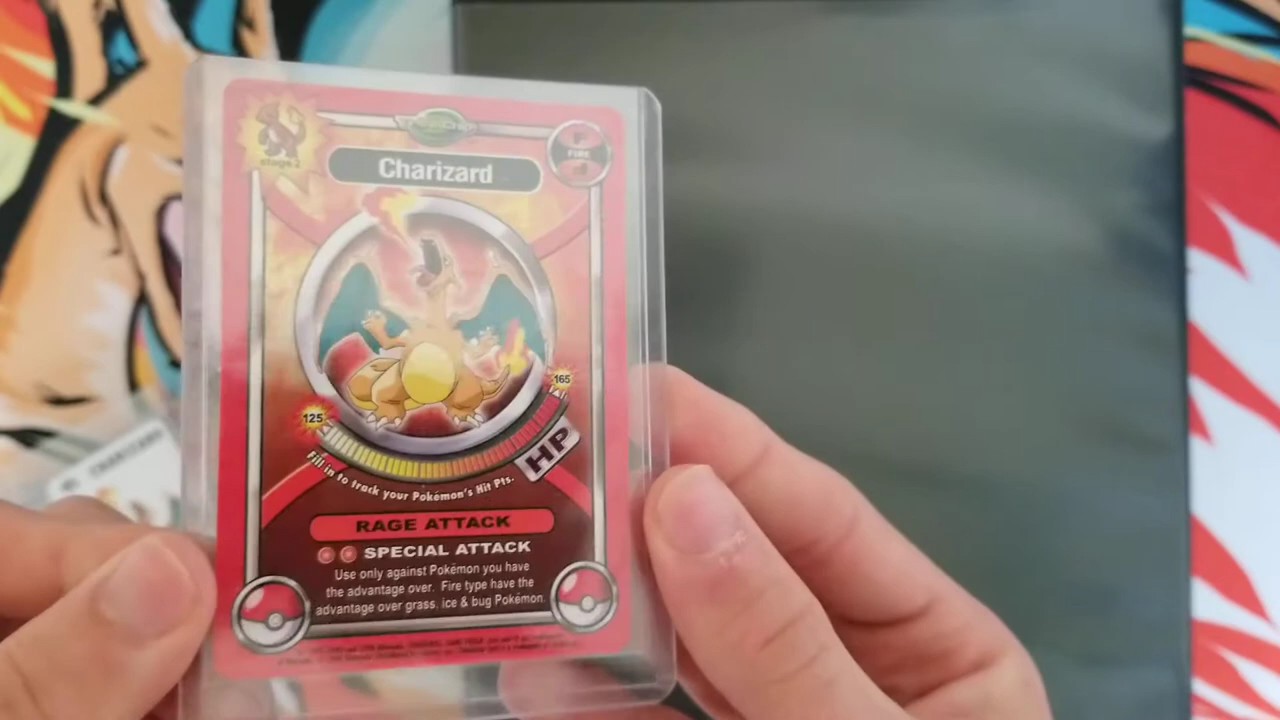 stage 2
Charizard
FIRE
125
165
HP
Fill in to track your Pokémon's Hit Pts.
RAGE ATTACK
SPECIAL ATTACK
Use only against Pokémon you have
the advantage over. Fire type have the
advantage over grass, ice & bug Pokémon.
CHARIZARD